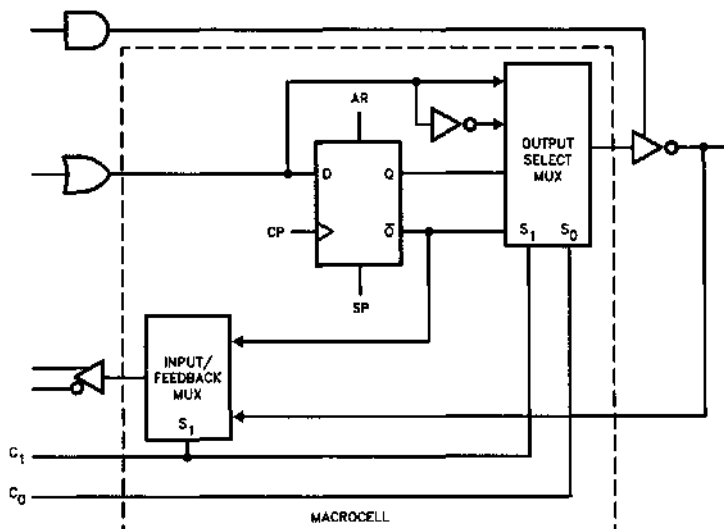 AR
OUTPUT
SELECT
MUX
D
Q
CP
Q̅
S₁
S₀
SP
INPUT/
FEEDBACK
MUX
S₁
C₁
C₀
MACROCELL